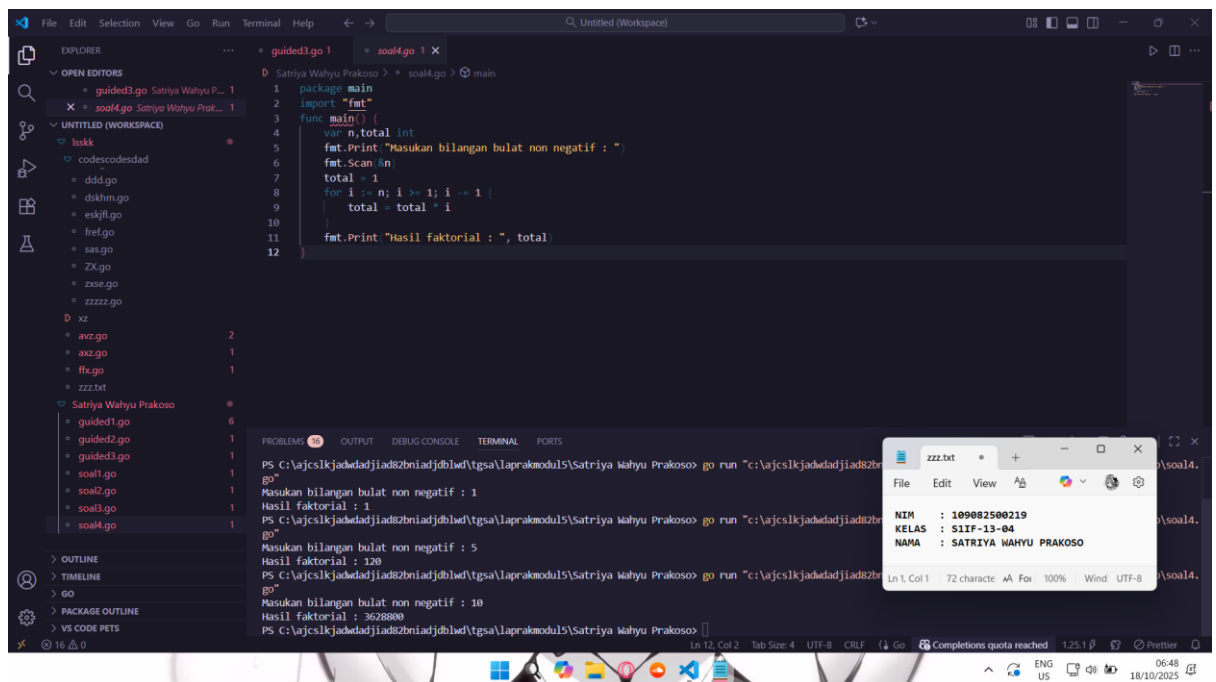 File Edit Selection View Go Run Terminal Help
Untitled (Workspace)
EXPLORER
OPEN EDITORS
guided3.go Satriya Wahyu P... 1
soal4.go Satriya Wahyu Prak... 1
UNTITLED (WORKSPACE)
lsskk
codescodesdad
ddd.go
dskhm.go
eskjfl.go
fref.go
sas.go
ZX.go
zxse.go
zzzzz.go
xz
avz.go 2
axz.go 1
ffx.go 1
zzz.txt
Satriya Wahyu Prakoso
guided1.go 6
guided2.go 1
guided3.go 1
soal1.go 1
soal2.go 1
soal3.go 1
soal4.go 1
OUTLINE
TIMELINE
GO
PACKAGE OUTLINE
VS CODE PETS
guided3.go 1 soal4.go 1
Satriya Wahyu Prakoso > soal4.go > main
1 package main
2 import "fmt"
3 func main() {
4 var n,total int
5 fmt.Print("Masukan bilangan bulat non negatif : ")
6 fmt.Scan(&n)
7 total = 1
8 for i := n; i >= 1; i -= 1 {
9 total = total * i
10 }
11 fmt.Print("Hasil faktorial : ", total)
12 }
PROBLEMS 16 OUTPUT DEBUG CONSOLE TERMINAL PORTS
PS C:\ajcslkjadwdadjiad82bniadjdblwd\tgsa\laprakmodul5\Satriya Wahyu Prakoso> go run "c:\ajcslkjadwdadjiad82bn o\soal4.
go"
Masukan bilangan bulat non negatif : 1
Hasil faktorial : 1
PS C:\ajcslkjadwdadjiad82bniadjdblwd\tgsa\laprakmodul5\Satriya Wahyu Prakoso> go run "c:\ajcslkjadwdadjiad82bn o\soal4.
go"
Masukan bilangan bulat non negatif : 5
Hasil faktorial : 120
PS C:\ajcslkjadwdadjiad82bniadjdblwd\tgsa\laprakmodul5\Satriya Wahyu Prakoso> go run "c:\ajcslkjadwdadjiad82bn o\soal4.
go"
Masukan bilangan bulat non negatif : 10
Hasil faktorial : 3628800
PS C:\ajcslkjadwdadjiad82bniadjdblwd\tgsa\laprakmodul5\Satriya Wahyu Prakoso>
zzz.txt
File Edit View
NIM : 109082500219
KELAS : S1IF-13-04
NAMA : SATRIYA WAHYU PRAKOSO
Ln 1, Col 1 72 characte For 100% Wind UTF-8
16 0 Ln 12, Col 2 Tab Size: 4 UTF-8 CRLF Go Completions quota reached 1.25.1 Prettier
ENG
US
06:48
18/10/2025